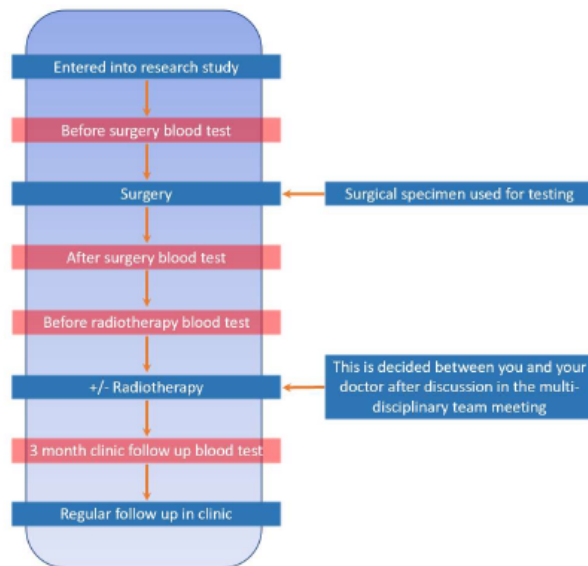 Entered into research study
Before surgery blood test
Surgery
Surgical specimen used for testing
After surgery blood test
Before radiotherapy blood test
+/- Radiotherapy
This is decided between you and your
doctor after discussion in the multi-
disciplinary team meeting
3 month clinic follow up blood test
Regular follow up in clinic